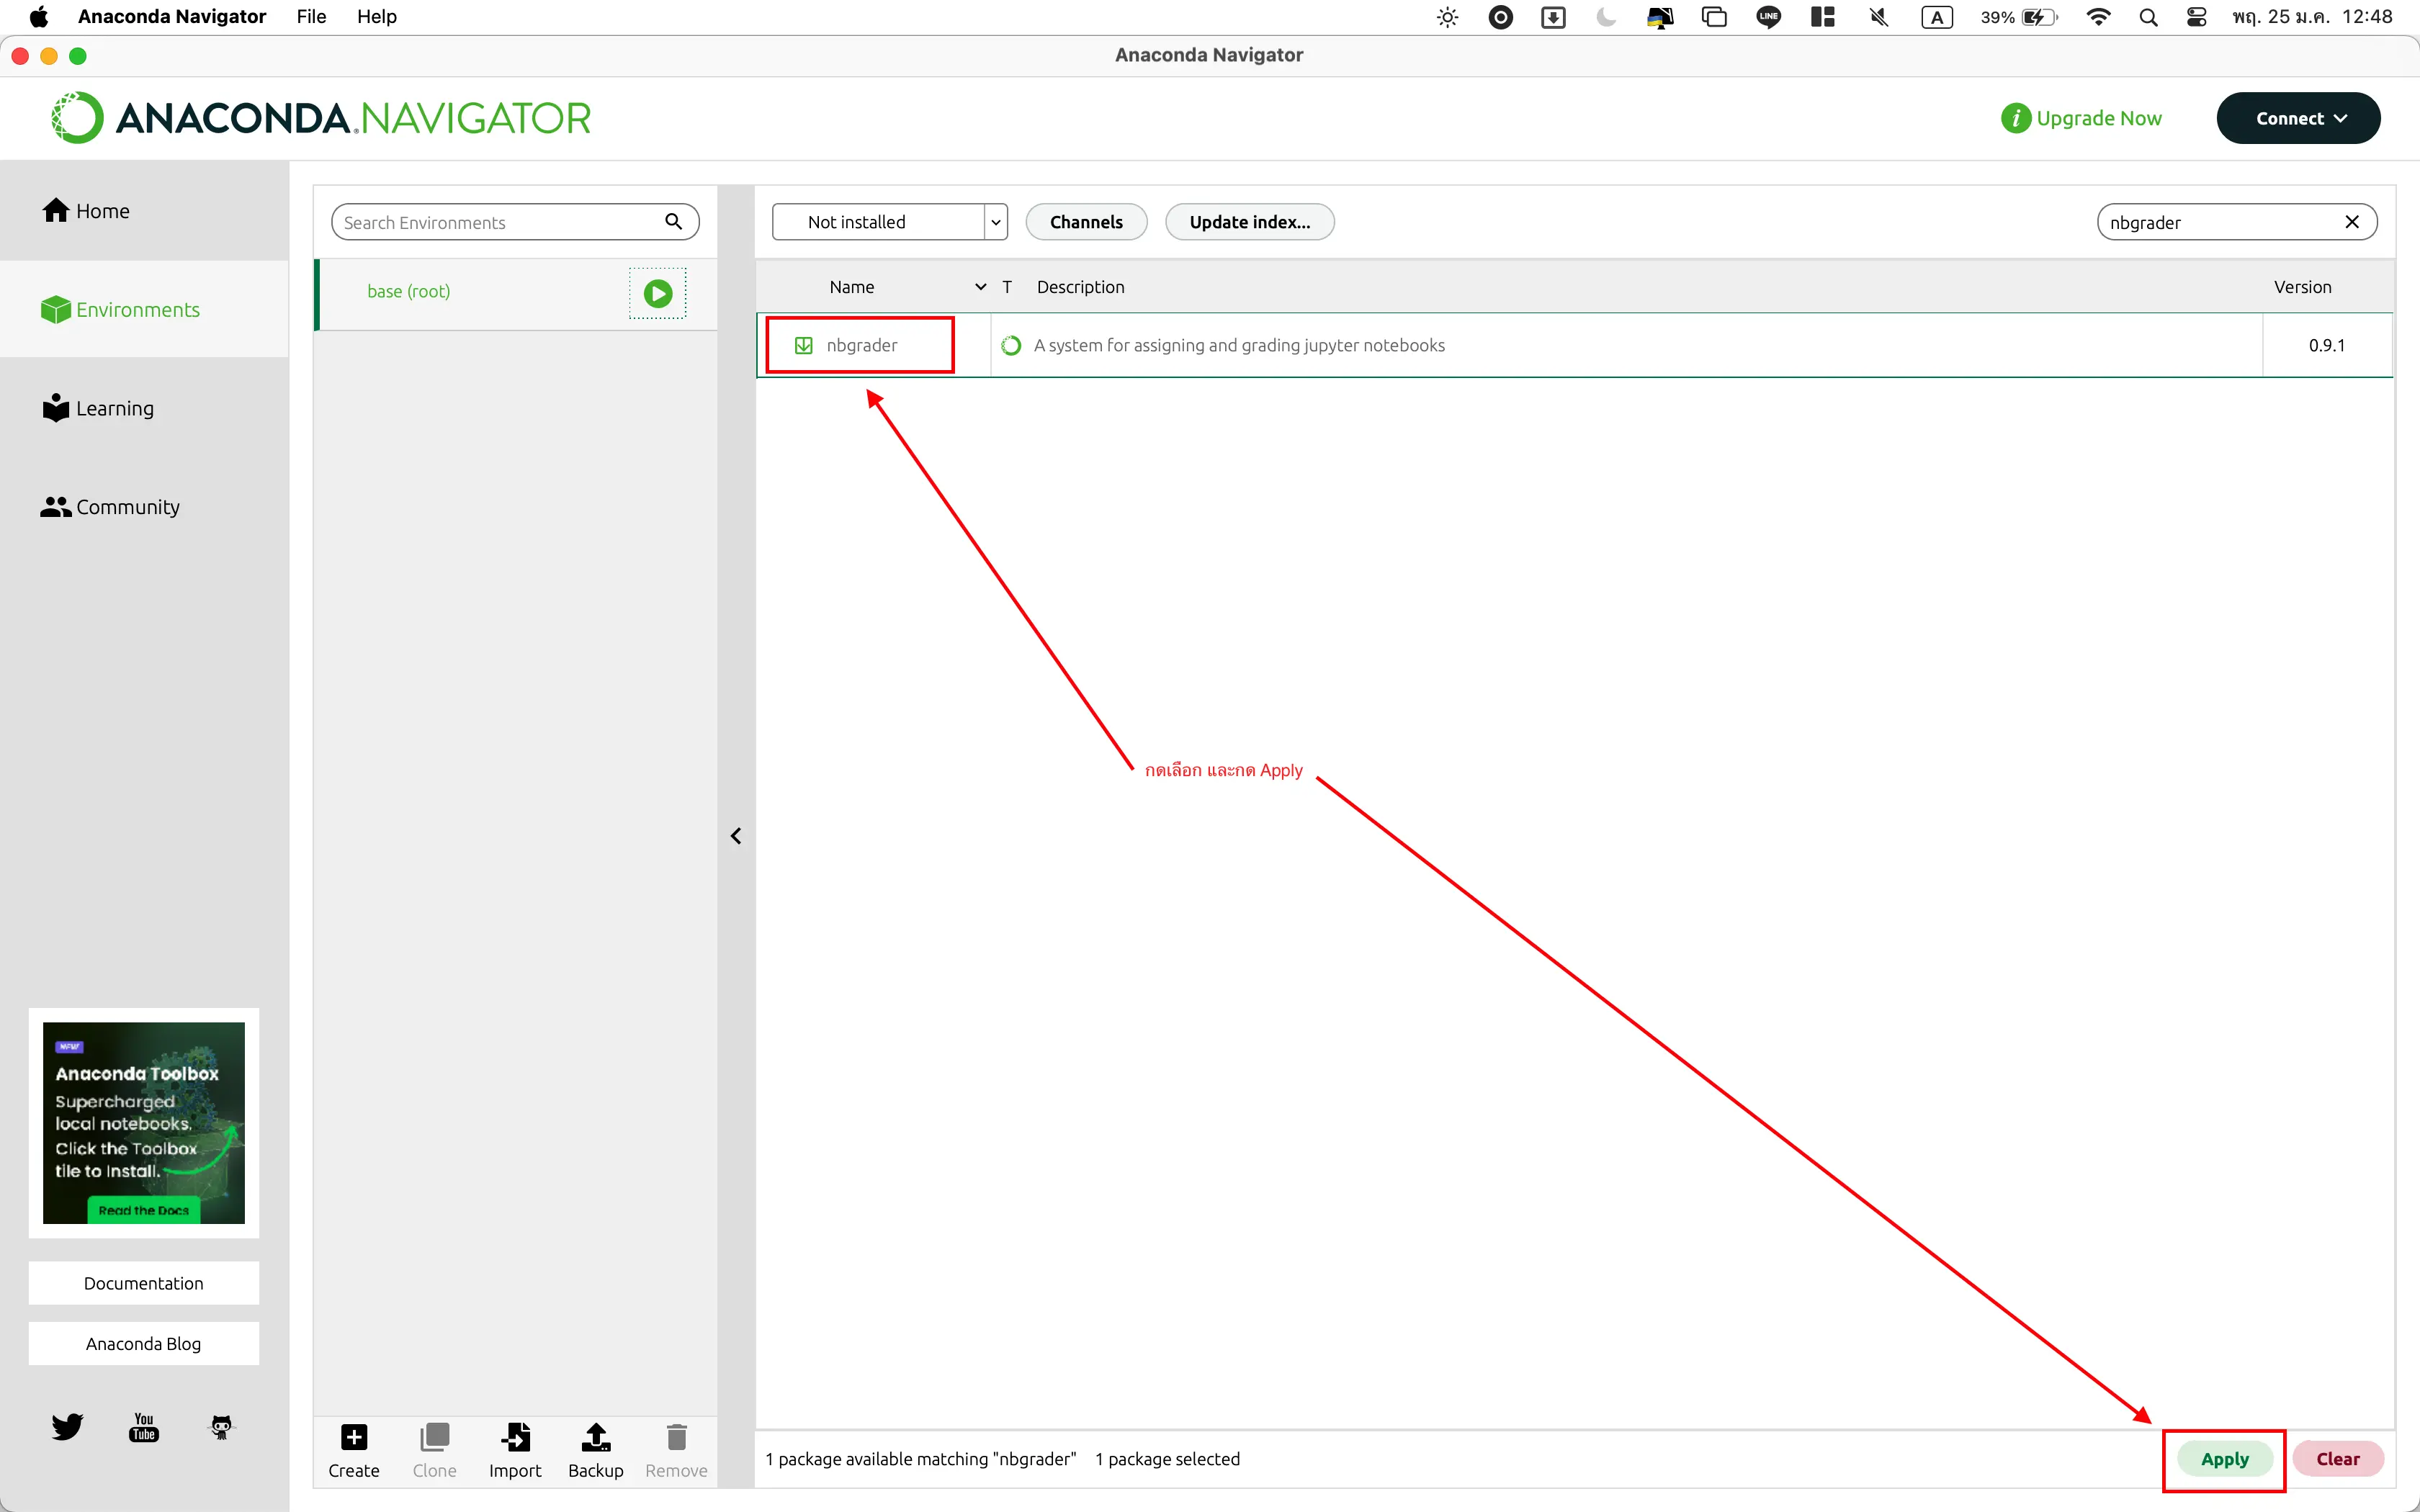 Anaconda Navigator File Help
A 39% พฤ. 25 ม.ค. 12:48
LINE
Anaconda Navigator
ANACONDA.NAVIGATOR
i Upgrade Now
Connect
Home
Environments
Learning
Community
Search Environments
base (root)
Not installed
Channels
Update index...
nbgrader
Name T Description Version
nbgrader A system for assigning and grading jupyter notebooks 0.9.1
กดเลือก และกด Apply
NEW
Anaconda Toolbox
Supercharged
local notebooks.
Click the Toolbox
tile to Install.
Read the Docs
Documentation
Anaconda Blog
You
Tube
Create Clone Import Backup Remove
1 package available matching "nbgrader" 1 package selected
Apply
Clear